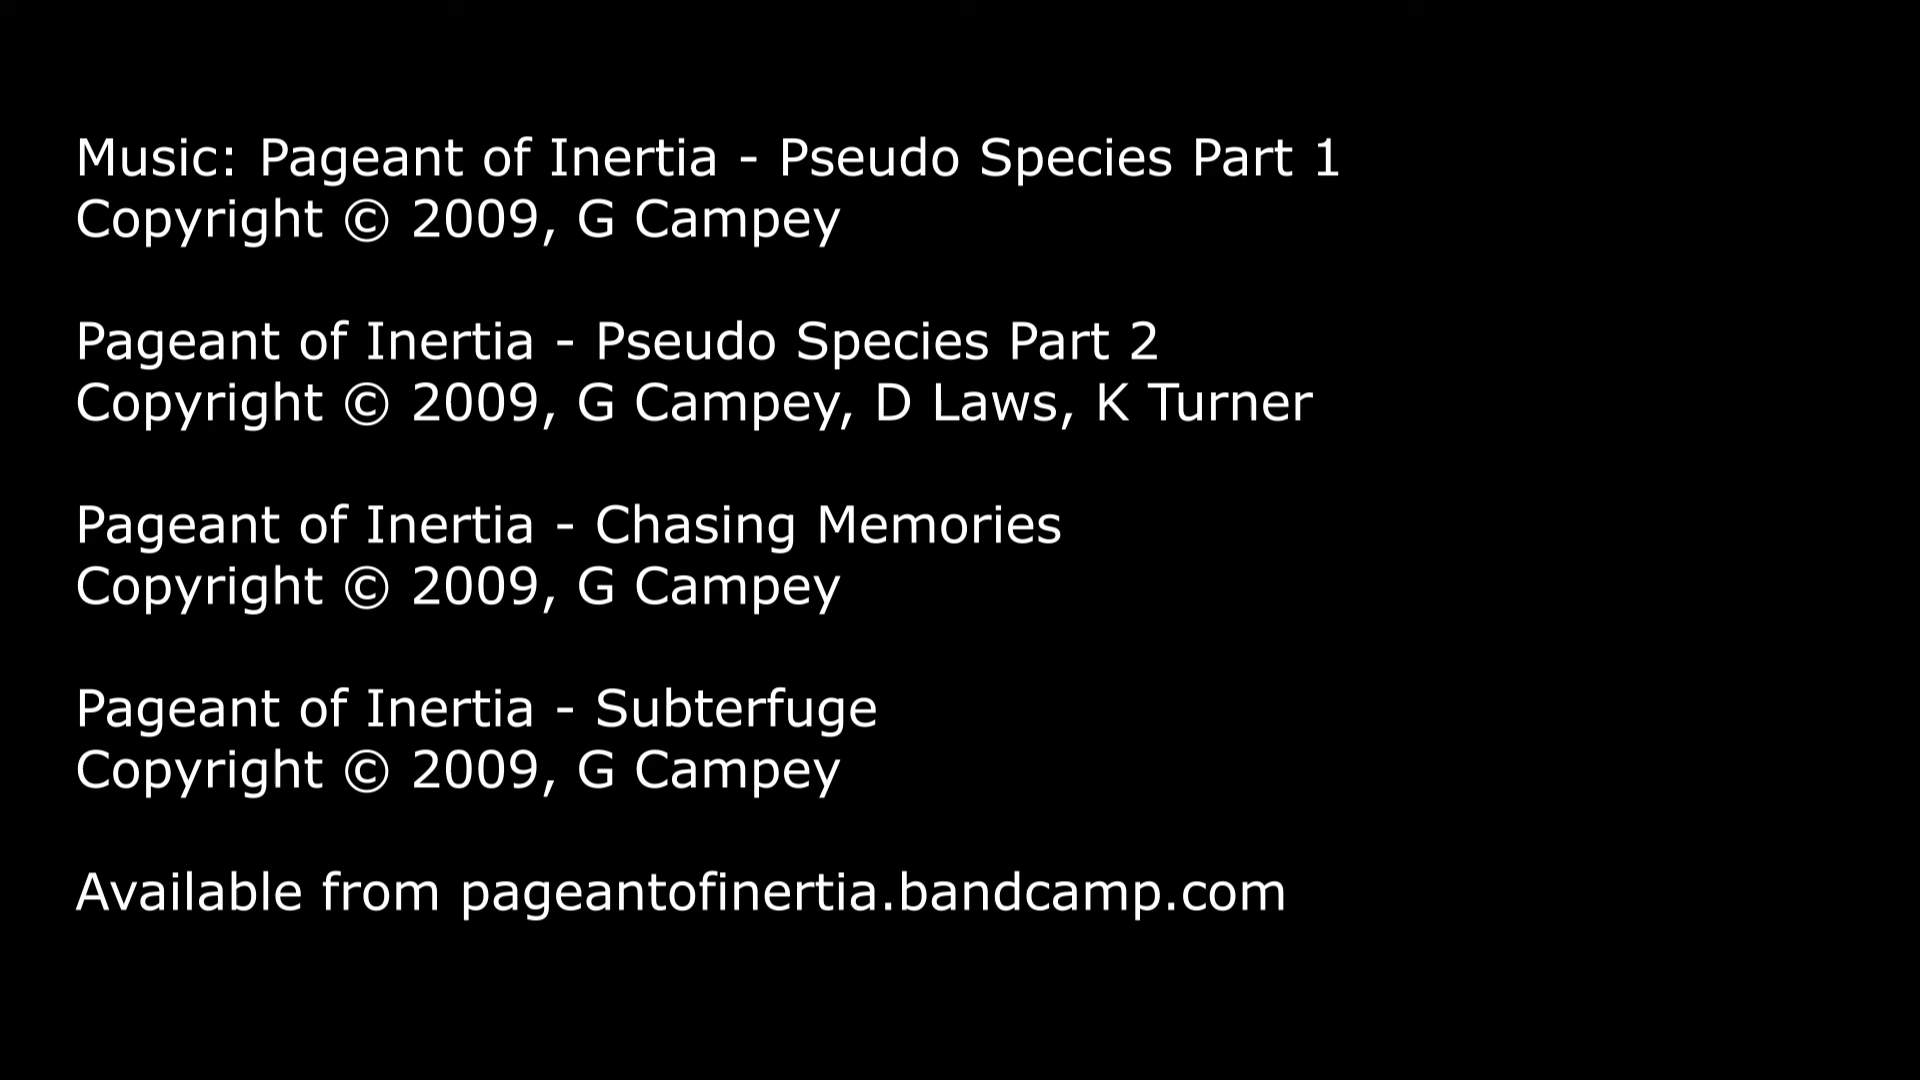 Music: Pageant of Inertia - Pseudo Species Part 1
Copyright © 2009, G Campey
Pageant of Inertia - Pseudo Species Part 2
Copyright © 2009, G Campey, D Laws, K Turner
Pageant of Inertia - Chasing Memories
Copyright © 2009, G Campey
Pageant of Inertia - Subterfuge
Copyright © 2009, G Campey
Available from pageantofinertia.bandcamp.com